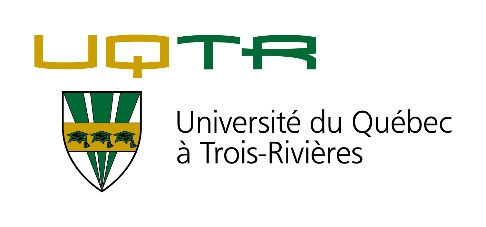 UQTR
Université du Québec
à Trois-Rivières